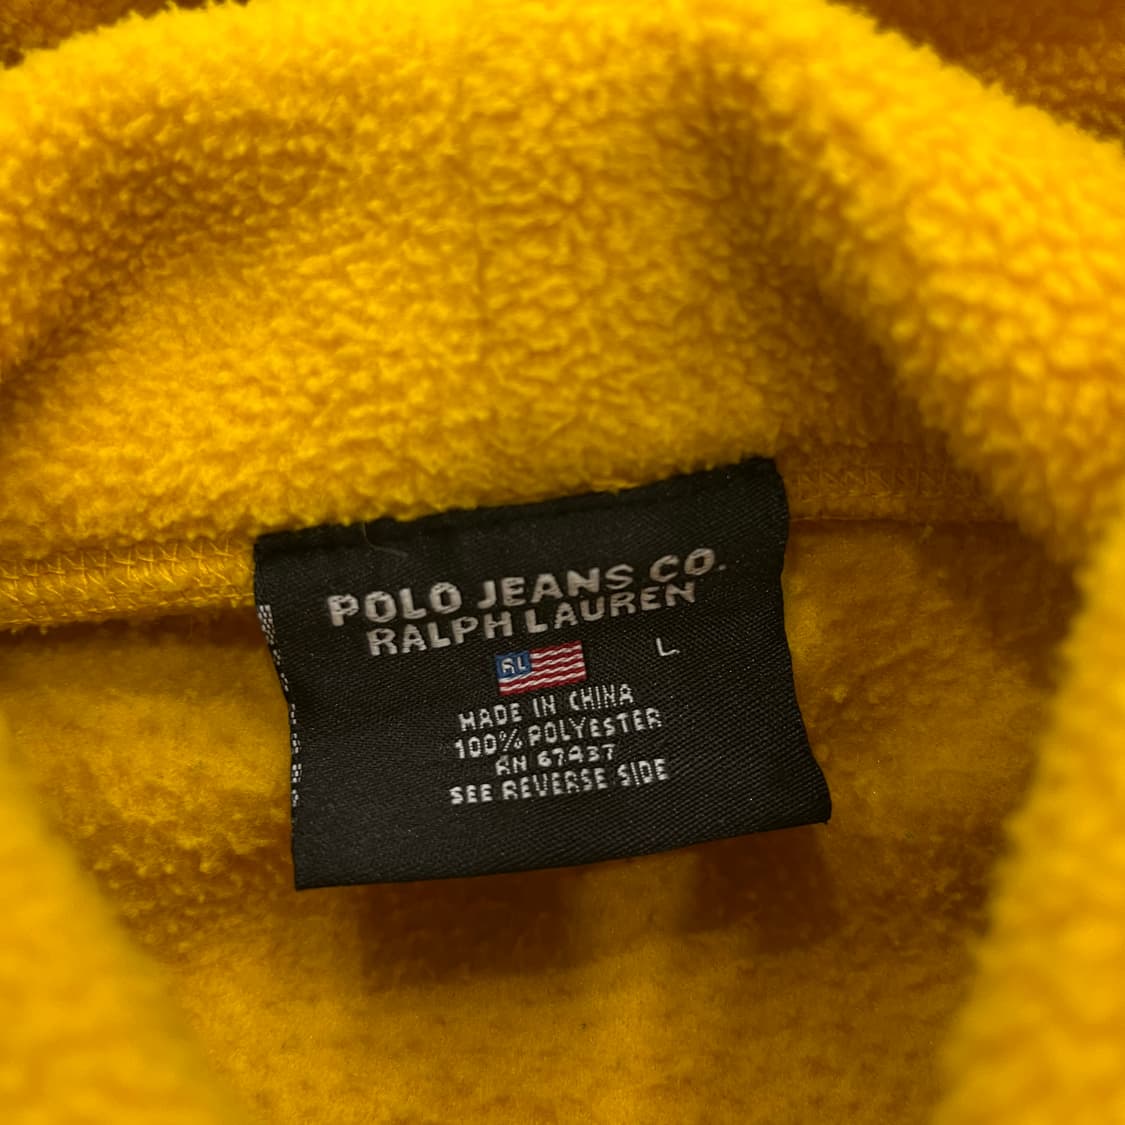 POLO JEANS CO.
RALPH LAUREN
RL
L
MADE IN CHINA
100% POLYESTER
RN 67437
SEE REVERSE SIDE